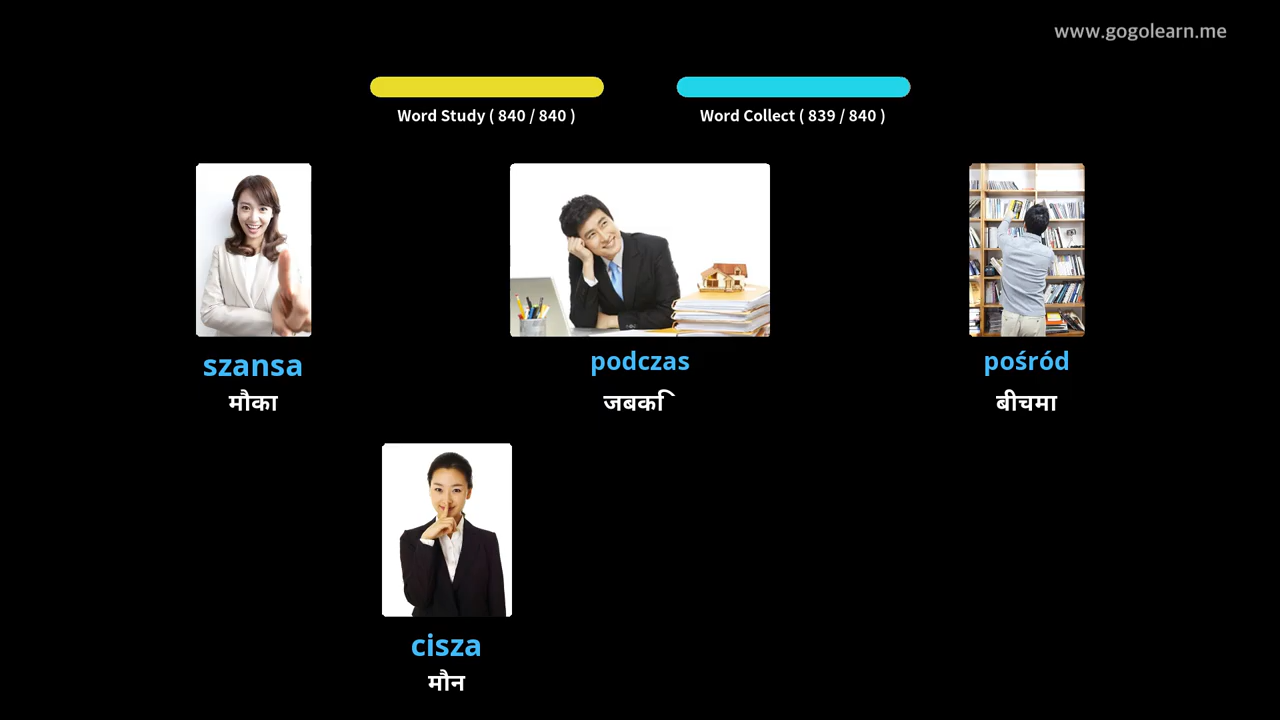 www.gogolearn.me
Word Study ( 840 / 840 )
Word Collect ( 839 / 840 )
szansa
podczas
pośród
मौका
जबकि
बीचमा
cisza
मौन